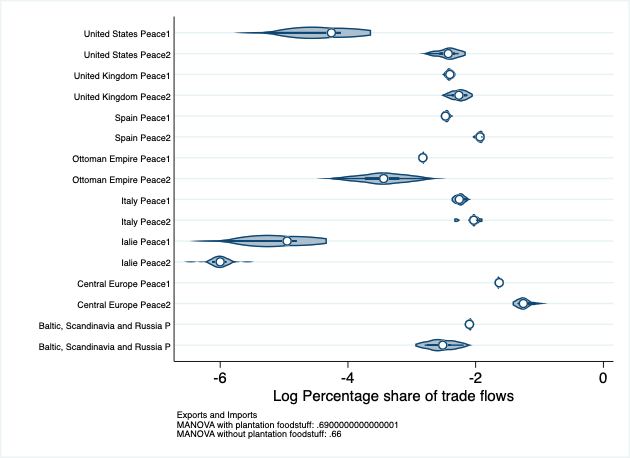 United States Peace1
United States Peace2
United Kingdom Peace1
United Kingdom Peace2
Spain Peace1
Spain Peace2
Ottoman Empire Peace1
Ottoman Empire Peace2
Italy Peace1
Italy Peace2
Ialie Peace1
Ialie Peace2
Central Europe Peace1
Central Europe Peace2
Baltic, Scandinavia and Russia P
Baltic, Scandinavia and Russia P
-6 -4 -2 0
Log Percentage share of trade flows
Exports and Imports
MANOVA with plantation foodstuff: .6900000000000001
MANOVA without plantation foodstuff: .66